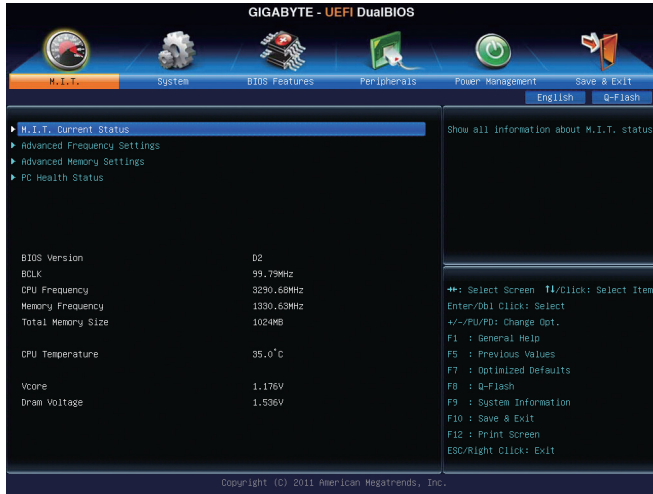 GIGABYTE - UEFI DualBIOS
M.I.T. System BIOS Features Peripherals Power Management Save & Exit
English Q-Flash
M.I.T. Current Status
Advanced Frequency Settings
Advanced Memory Settings
PC Health Status
Show all information about M.I.T. status
BIOS Version D2
BCLK 99.79MHz
CPU Frequency 3290.68MHz
Memory Frequency 1330.63MHz
Total Memory Size 1024MB
CPU Temperature 35.0°C
Vcore 1.176V
Dram Voltage 1.536V
→←: Select Screen ↑↓/Click: Select Item
Enter/Dbl Click: Select
+/-/PU/PD: Change Opt.
F1 : General Help
F5 : Previous Values
F7 : Optimized Defaults
F8 : Q-Flash
F9 : System Information
F10 : Save & Exit
F12 : Print Screen
ESC/Right Click: Exit
Copyright (C) 2011 American Megatrends, Inc.